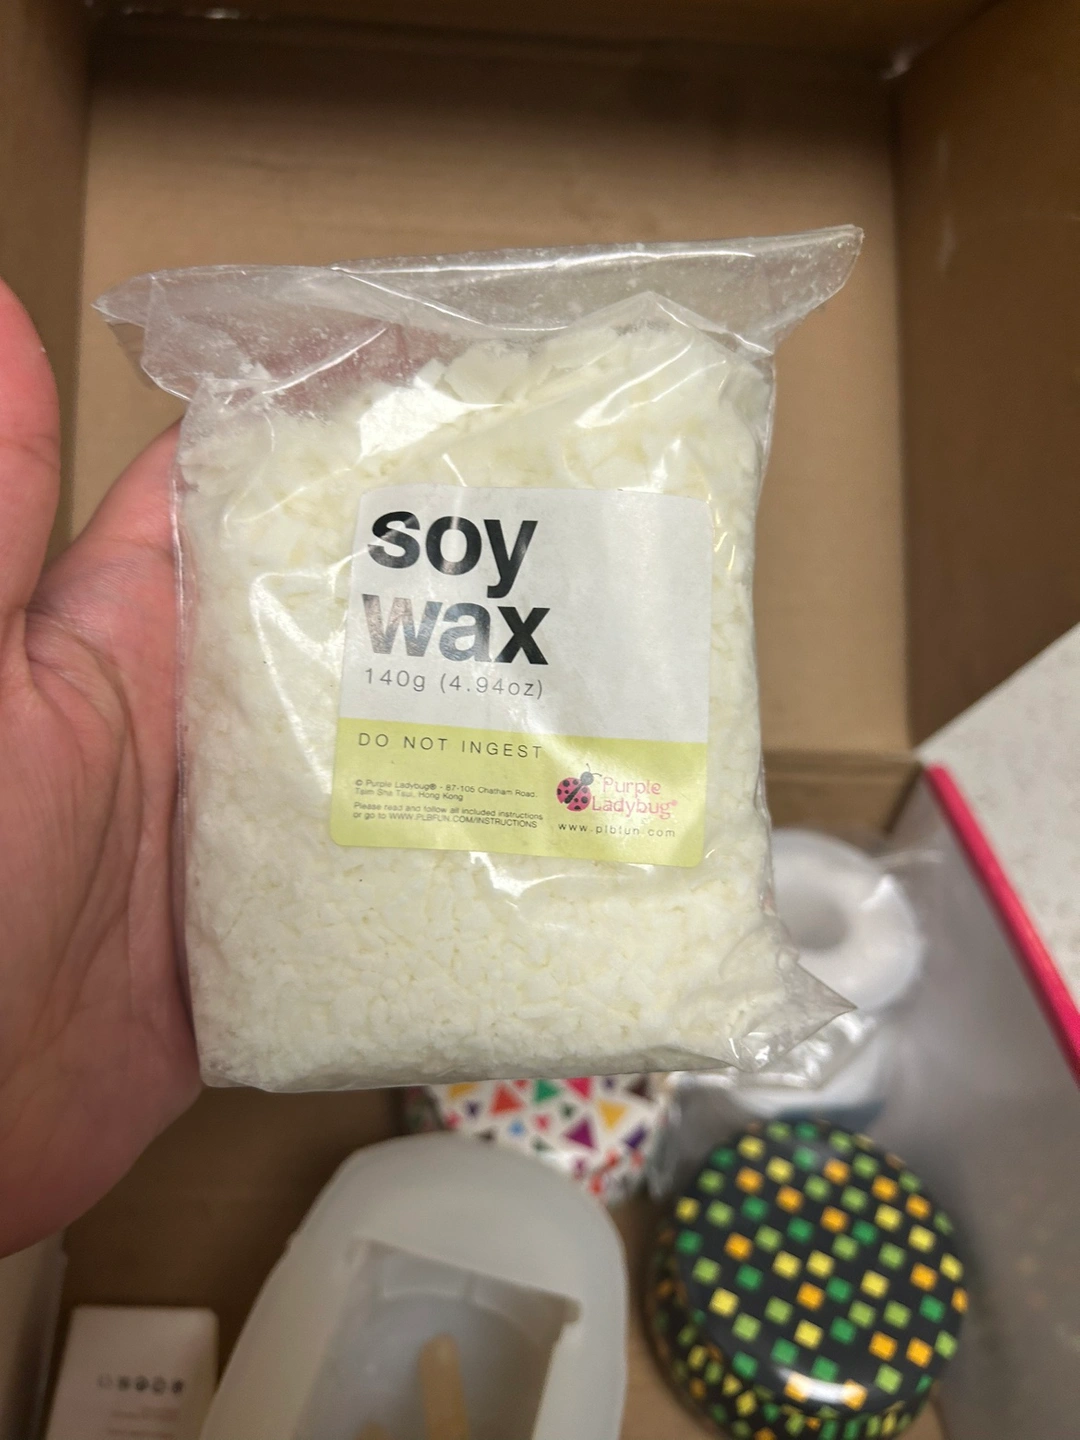 soy
wax
140g (4.94oz)
DO NOT INGEST
© Purple Ladybug® - 87-105 Chatham Road,
Tsim Sha Tsui, Hong Kong
Please read and follow all included instructions
or go to WWW.PLBFUN.COM/INSTRUCTIONS
Purple
Ladybug®
www.plbfun.com